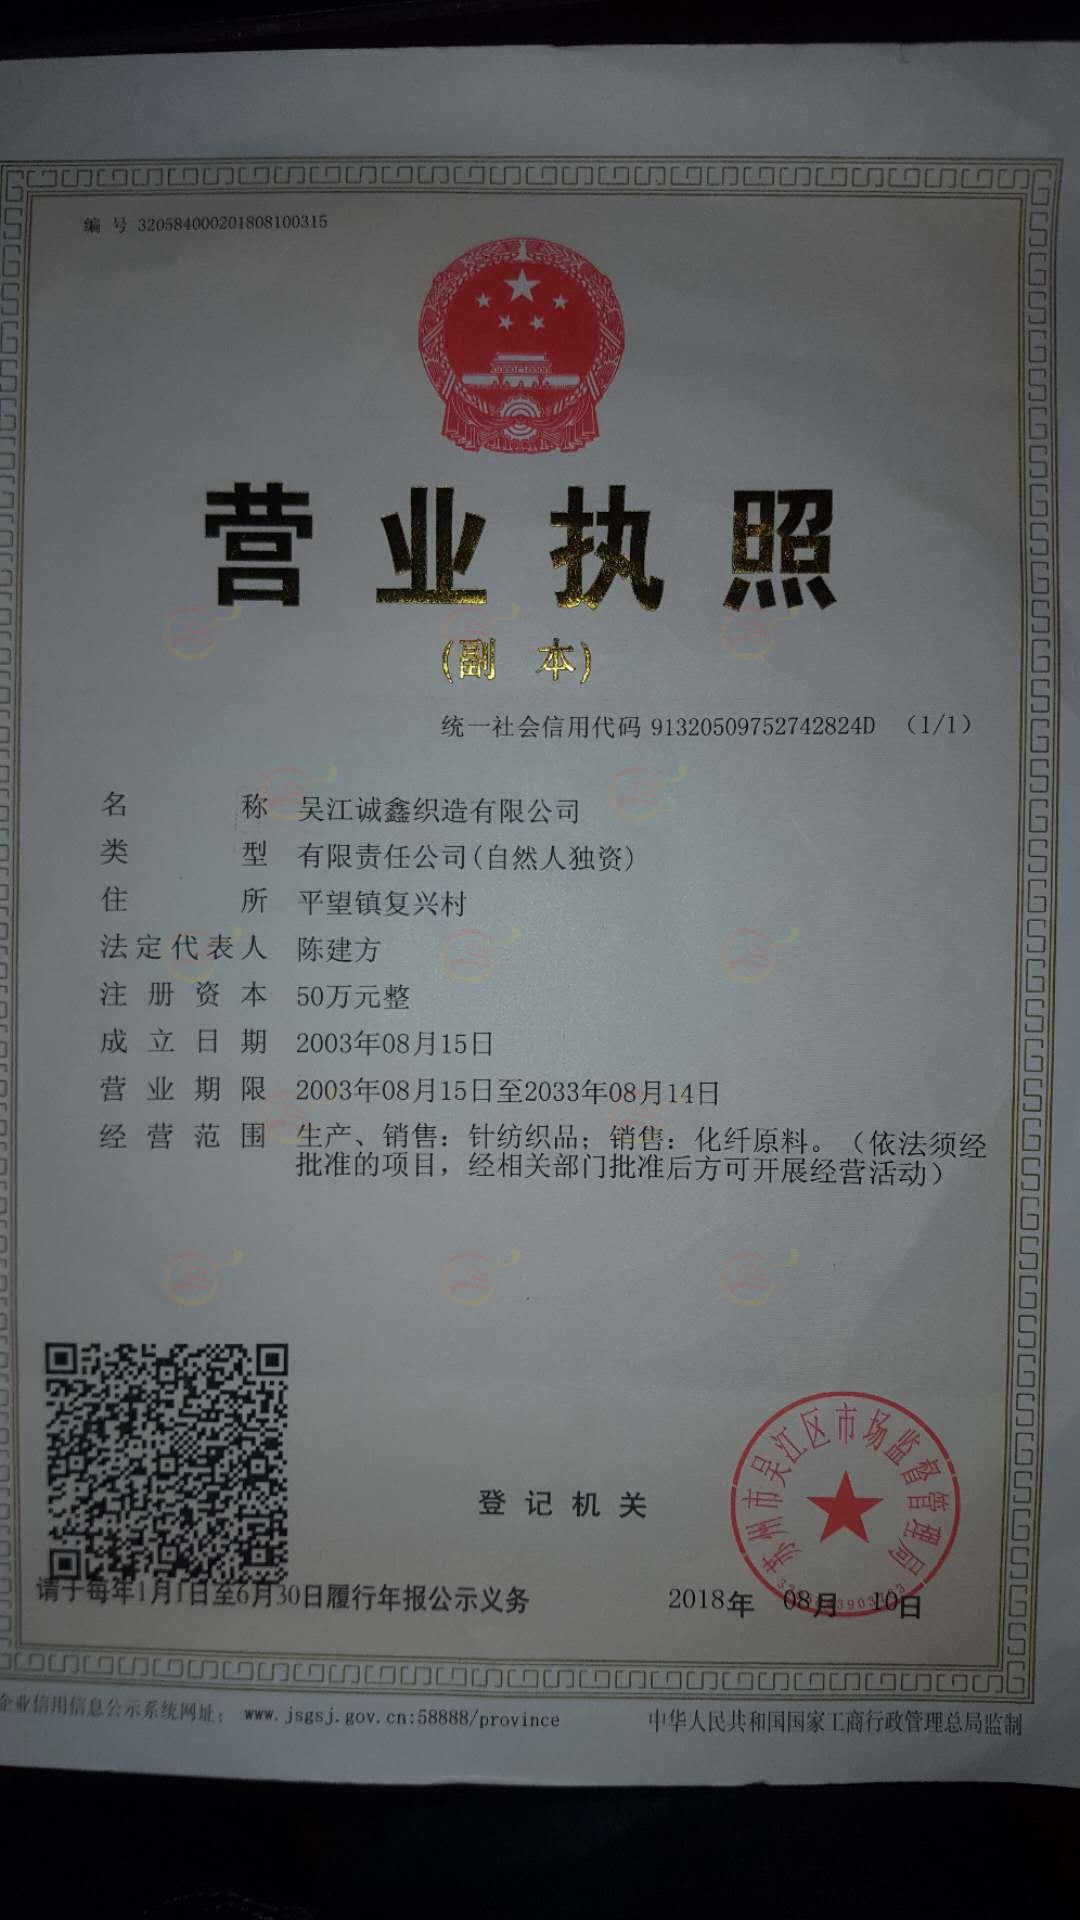 编 号 320584000201808100315
营业执照
(副 本)
统一社会信用代码 91320509752742824D （1/1）
名 称 吴江诚鑫织造有限公司
类 型 有限责任公司(自然人独资)
住 所 平望镇复兴村
法定代表人 陈建方
注册资本 50万元整
成立日期 2003年08月15日
营业期限 2003年08月15日至2033年08月14日
经营范围 生产、销售：针纺织品；销售：化纤原料。（依法须经
批准的项目，经相关部门批准后方可开展经营活动）
苏州市吴江区市场监督管理局
登记机关
请于每年1月1日至6月30日履行年报公示义务
2018年 08月 10日
企业信用信息公示系统网址： www.jsgsj.gov.cn:58888/province
中华人民共和国国家工商行政管理总局监制